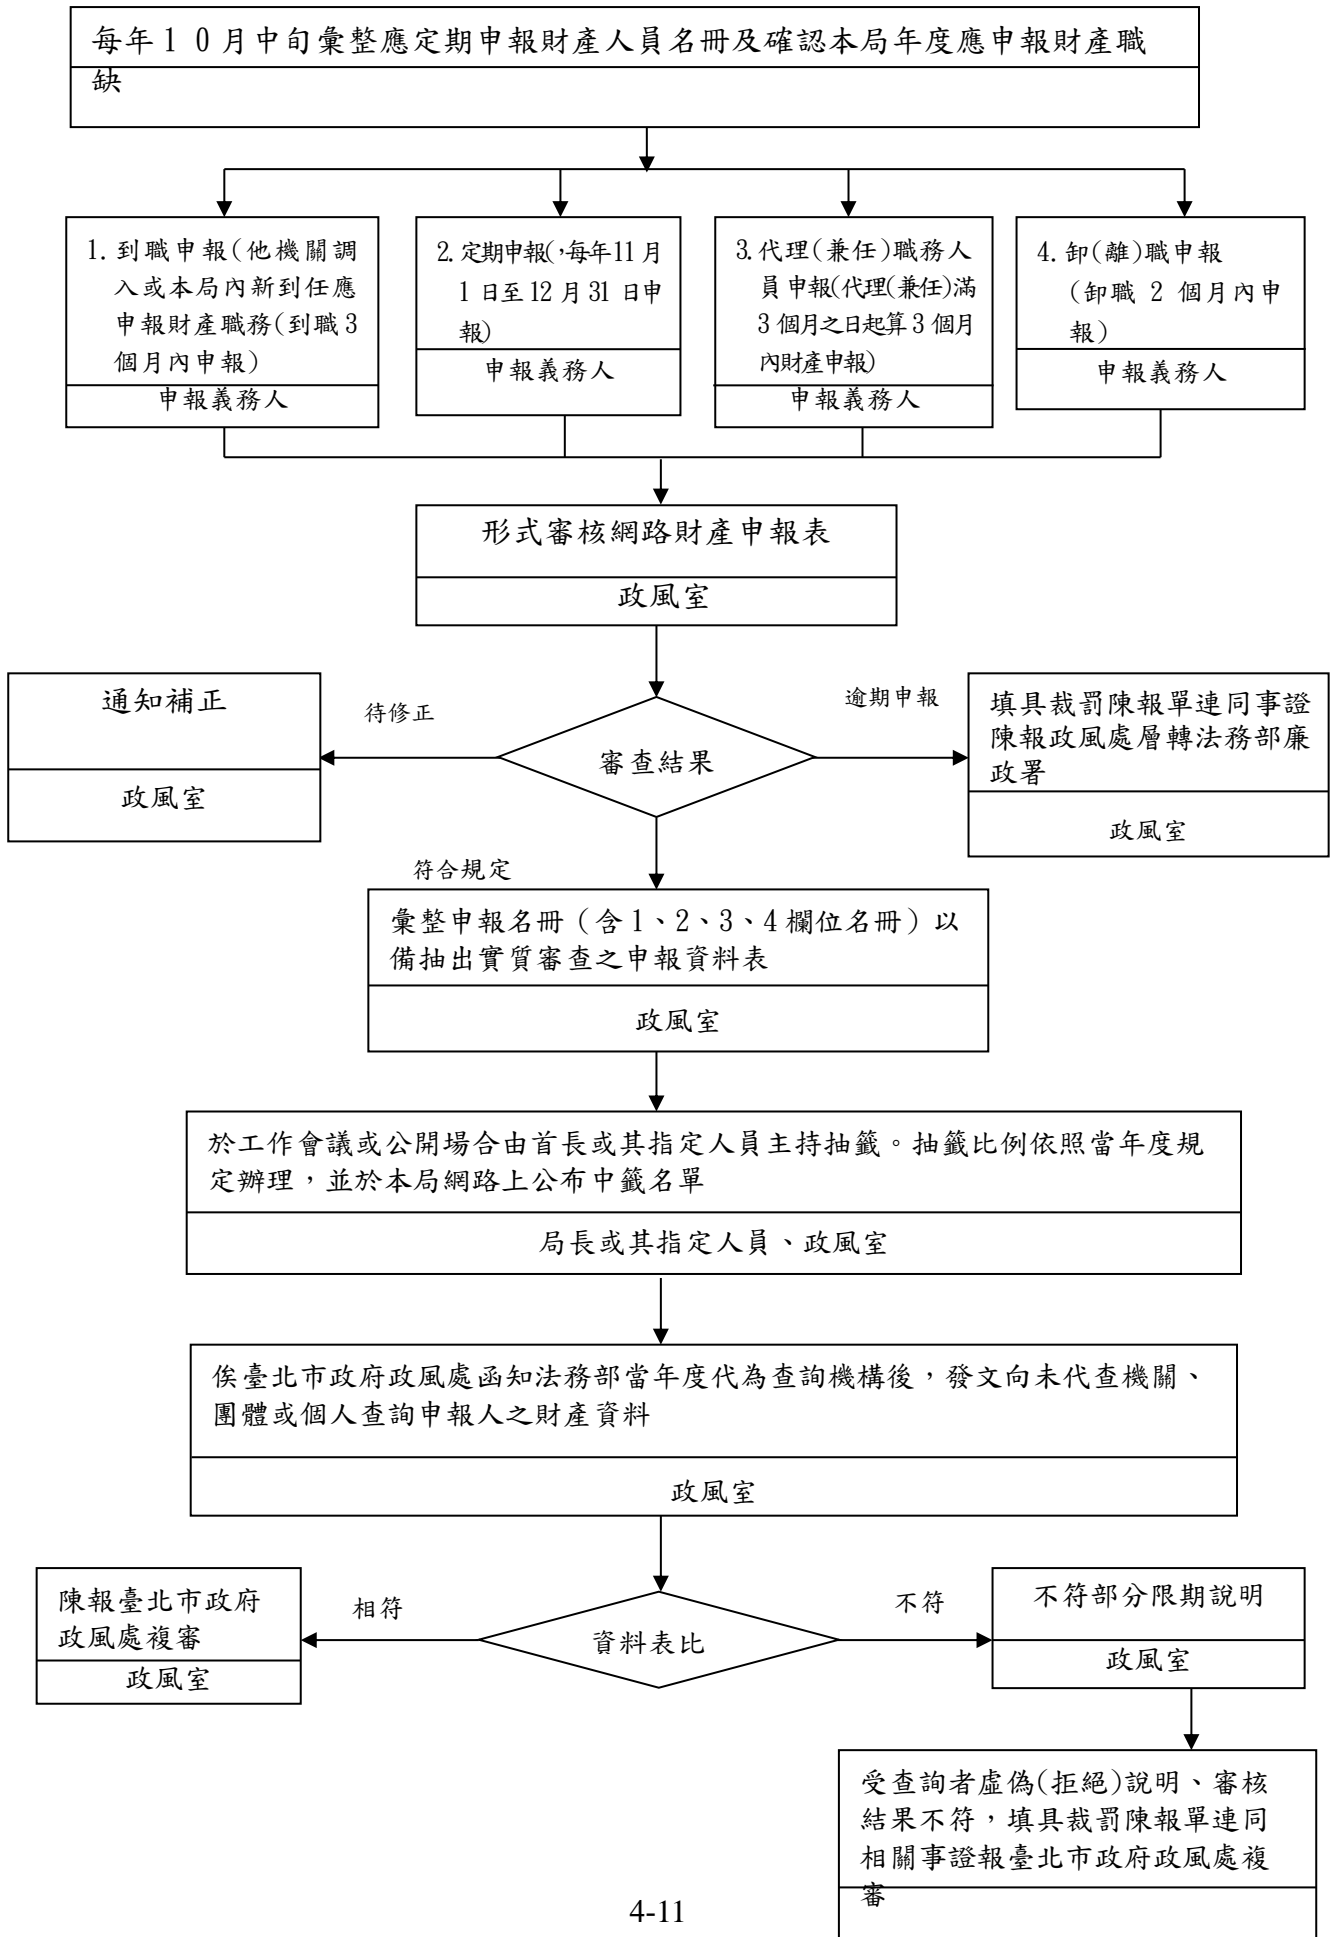 每年１０月中旬彙整應定期申報財產人員名冊及確認本局年度應申報財產職
缺
1. 到職申報(他機關調
入或本局內新到任應
申報財產職務(到職 3
個月內申報)
申報義務人
2. 定期申報(，每年11 月
1 日至 12 月 31 日申
報)
申報義務人
3. 代理(兼任)職務人
員申報(代理(兼任)滿
3 個月之日起算 3 個月
內財產申報)
申報義務人
4. 卸(離)職申報
(卸職 2 個月內申
報)
申報義務人
形式審核網路財產申報表
政風室
通知補正
政風室
待修正
審查結果
逾期申報
填具裁罰陳報單連同事證
陳報政風處層轉法務部廉
政署
政風室
符合規定
彙整申報名冊（含 1、2、3、4 欄位名冊）以
備抽出實質審查之申報資料表
政風室
於工作會議或公開場合由首長或其指定人員主持抽籤。抽籤比例依照當年度規
定辦理，並於本局網路上公布中籤名單
局長或其指定人員、政風室
俟臺北市政府政風處函知法務部當年度代為查詢機構後，發文向未代查機關、
團體或個人查詢申報人之財產資料
政風室
陳報臺北市政府
政風處複審
政風室
相符
資料表比
不符
不符部分限期說明
政風室
受查詢者虛偽(拒絕)說明、審核
結果不符，填具裁罰陳報單連同
相關事證報臺北市政府政風處複
審
4-11